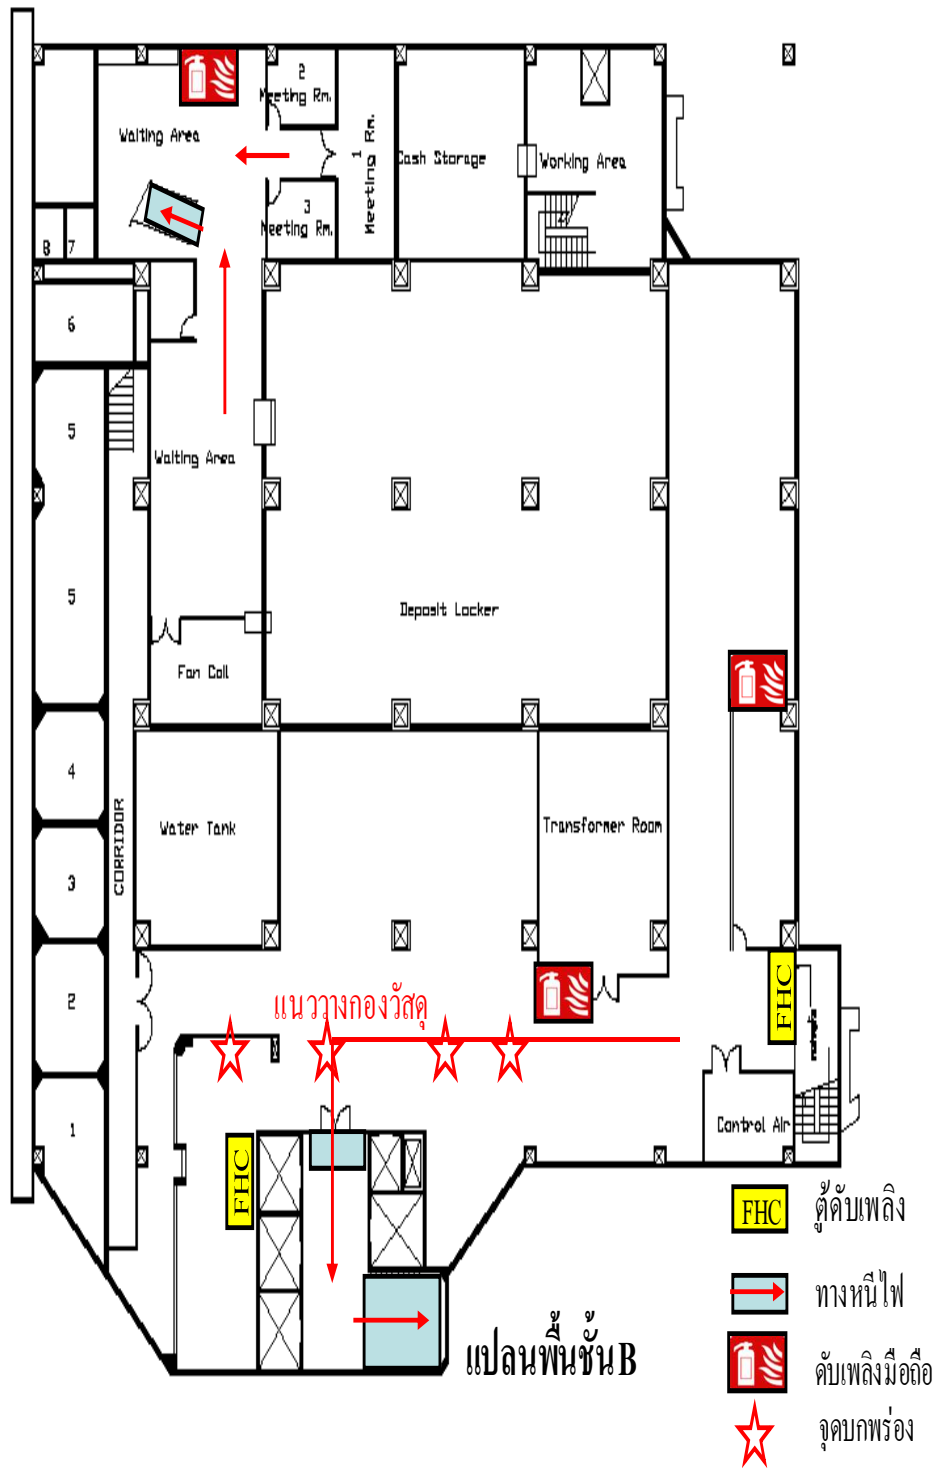 2
Meeting Rm.
Waiting Area
1
Meeting Rm.
Cash Storage
Working Area
3
Meeting Rm.
8
7
6
5
Waiting Area
5
Deposit Locker
Fan Coil
4
Water Tank
Transformer Room
CORRIDOR
3
2
แนววางกองวัสดุ
FHC
1
Control Air
FHC
FHC
ตู้ดับเพลิง
ทางหนีไฟ
แปลนพื้นชั้นB
ดับเพลิงมือถือ
จุดบกพร่อง